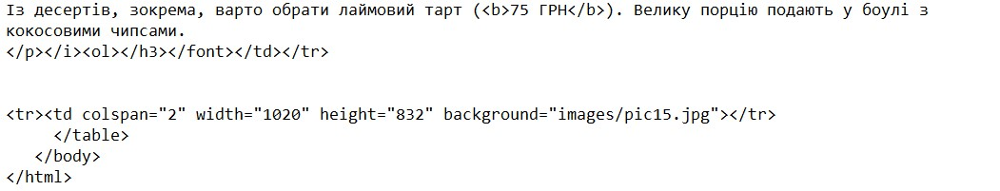 Із десертів, зокрема, варто обрати лаймовий тарт (<b>75 ГРН</b>). Велику порцію подають у боулі з
кокосовими чипсами.
</p></i><ol></h3></font></td></tr>
<tr><td colspan="2" width="1020" height="832" background="images/pic15.jpg"></tr>
</table>
</body>
</html>